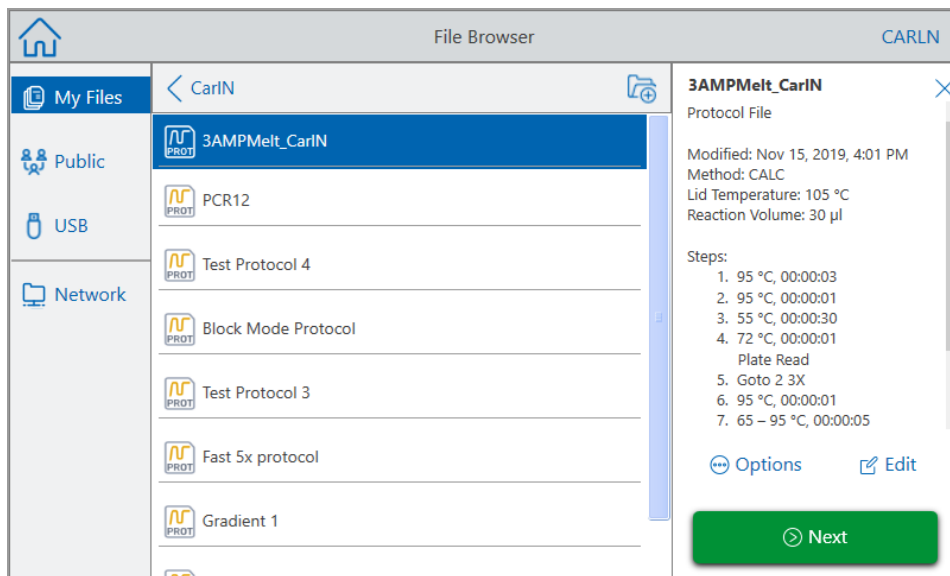 File Browser
CARLN
My Files
Public
USB
Network
CarIN
PROT
3AMPMelt_CarIN
PROT
PCR12
PROT
Test Protocol 4
PROT
Block Mode Protocol
PROT
Test Protocol 3
PROT
Fast 5x protocol
PROT
Gradient 1
3AMPMelt_CarIN
Protocol File
Modified: Nov 15, 2019, 4:01 PM
Method: CALC
Lid Temperature: 105 °C
Reaction Volume: 30 µl
Steps:
1. 95 °C, 00:00:03
2. 95 °C, 00:00:01
3. 55 °C, 00:00:30
4. 72 °C, 00:00:01
Plate Read
5. Goto 2 3X
6. 95 °C, 00:00:01
7. 65 – 95 °C, 00:00:05
Options
Edit
Next